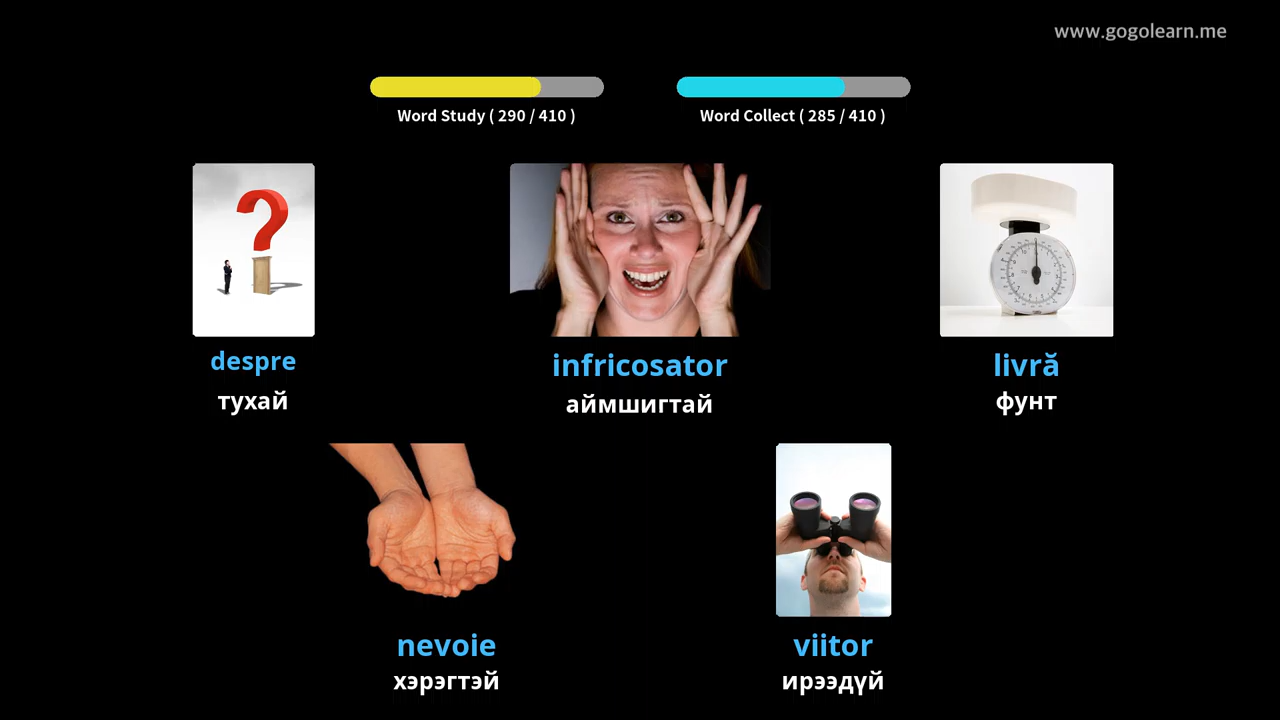 www.gogolearn.me
Word Study ( 290 / 410 )
Word Collect ( 285 / 410 )
despre
тухай
infricosator
аймшигтай
livră
фунт
nevoie
хэрэгтэй
viitor
ирээдүй